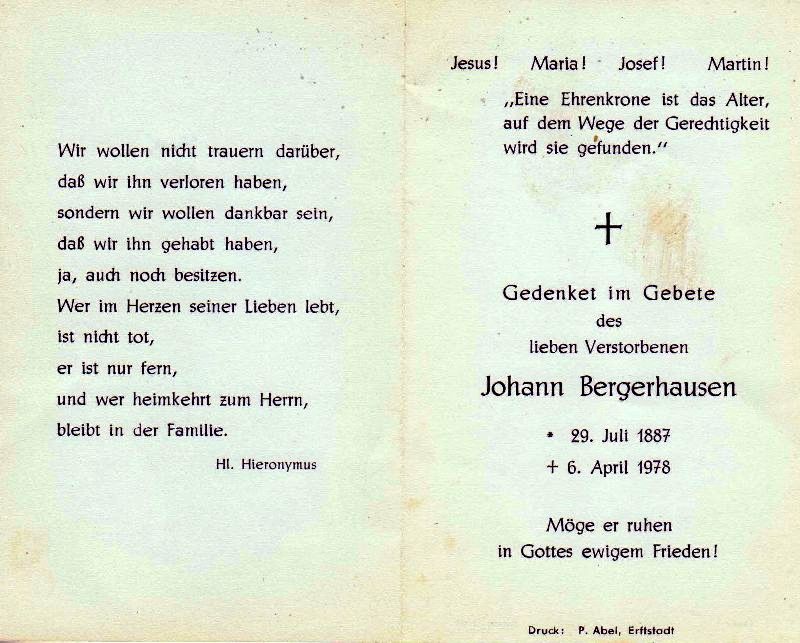 Wir wollen nicht trauern darüber,
daß wir ihn verloren haben,
sondern wir wollen dankbar sein,
daß wir ihn gehabt haben,
ja, auch noch besitzen.
Wer im Herzen seiner Lieben lebt,
ist nicht tot,
er ist nur fern,
und wer heimkehrt zum Herrn,
bleibt in der Familie.
Hl. Hieronymus
Jesus! Maria! Josef! Martin!
„Eine Ehrenkrone ist das Alter,
auf dem Wege der Gerechtigkeit
wird sie gefunden.“
Gedenket im Gebete
des
lieben Verstorbenen
Johann Bergerhausen
* 29. Juli 1887
✝ 6. April 1978
Möge er ruhen
in Gottes ewigem Frieden!
Druck: P. Abel, Erftstadt